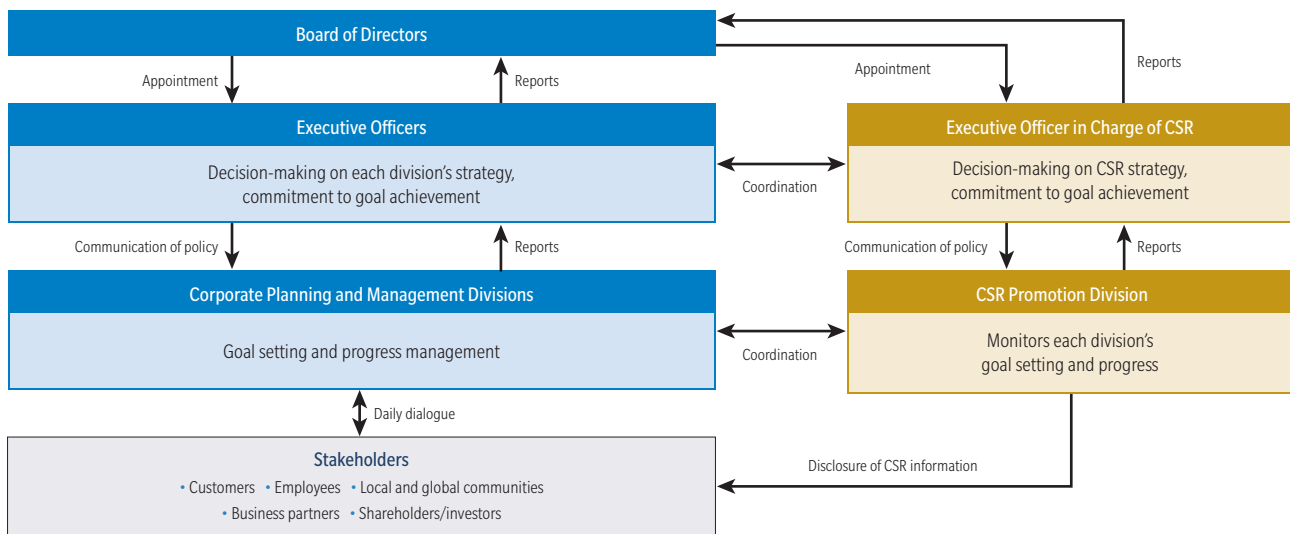 Board of Directors
Appointment
Reports
Appointment
Reports
Executive Officers
Decision-making on each division's strategy,
commitment to goal achievement
Coordination
Executive Officer in Charge of CSR
Decision-making on CSR strategy,
commitment to goal achievement
Communication of policy
Reports
Communication of policy
Reports
Corporate Planning and Management Divisions
Goal setting and progress management
Coordination
CSR Promotion Division
Monitors each division's
goal setting and progress
Daily dialogue
Stakeholders
• Customers • Employees • Local and global communities
• Business partners • Shareholders/investors
Disclosure of CSR information